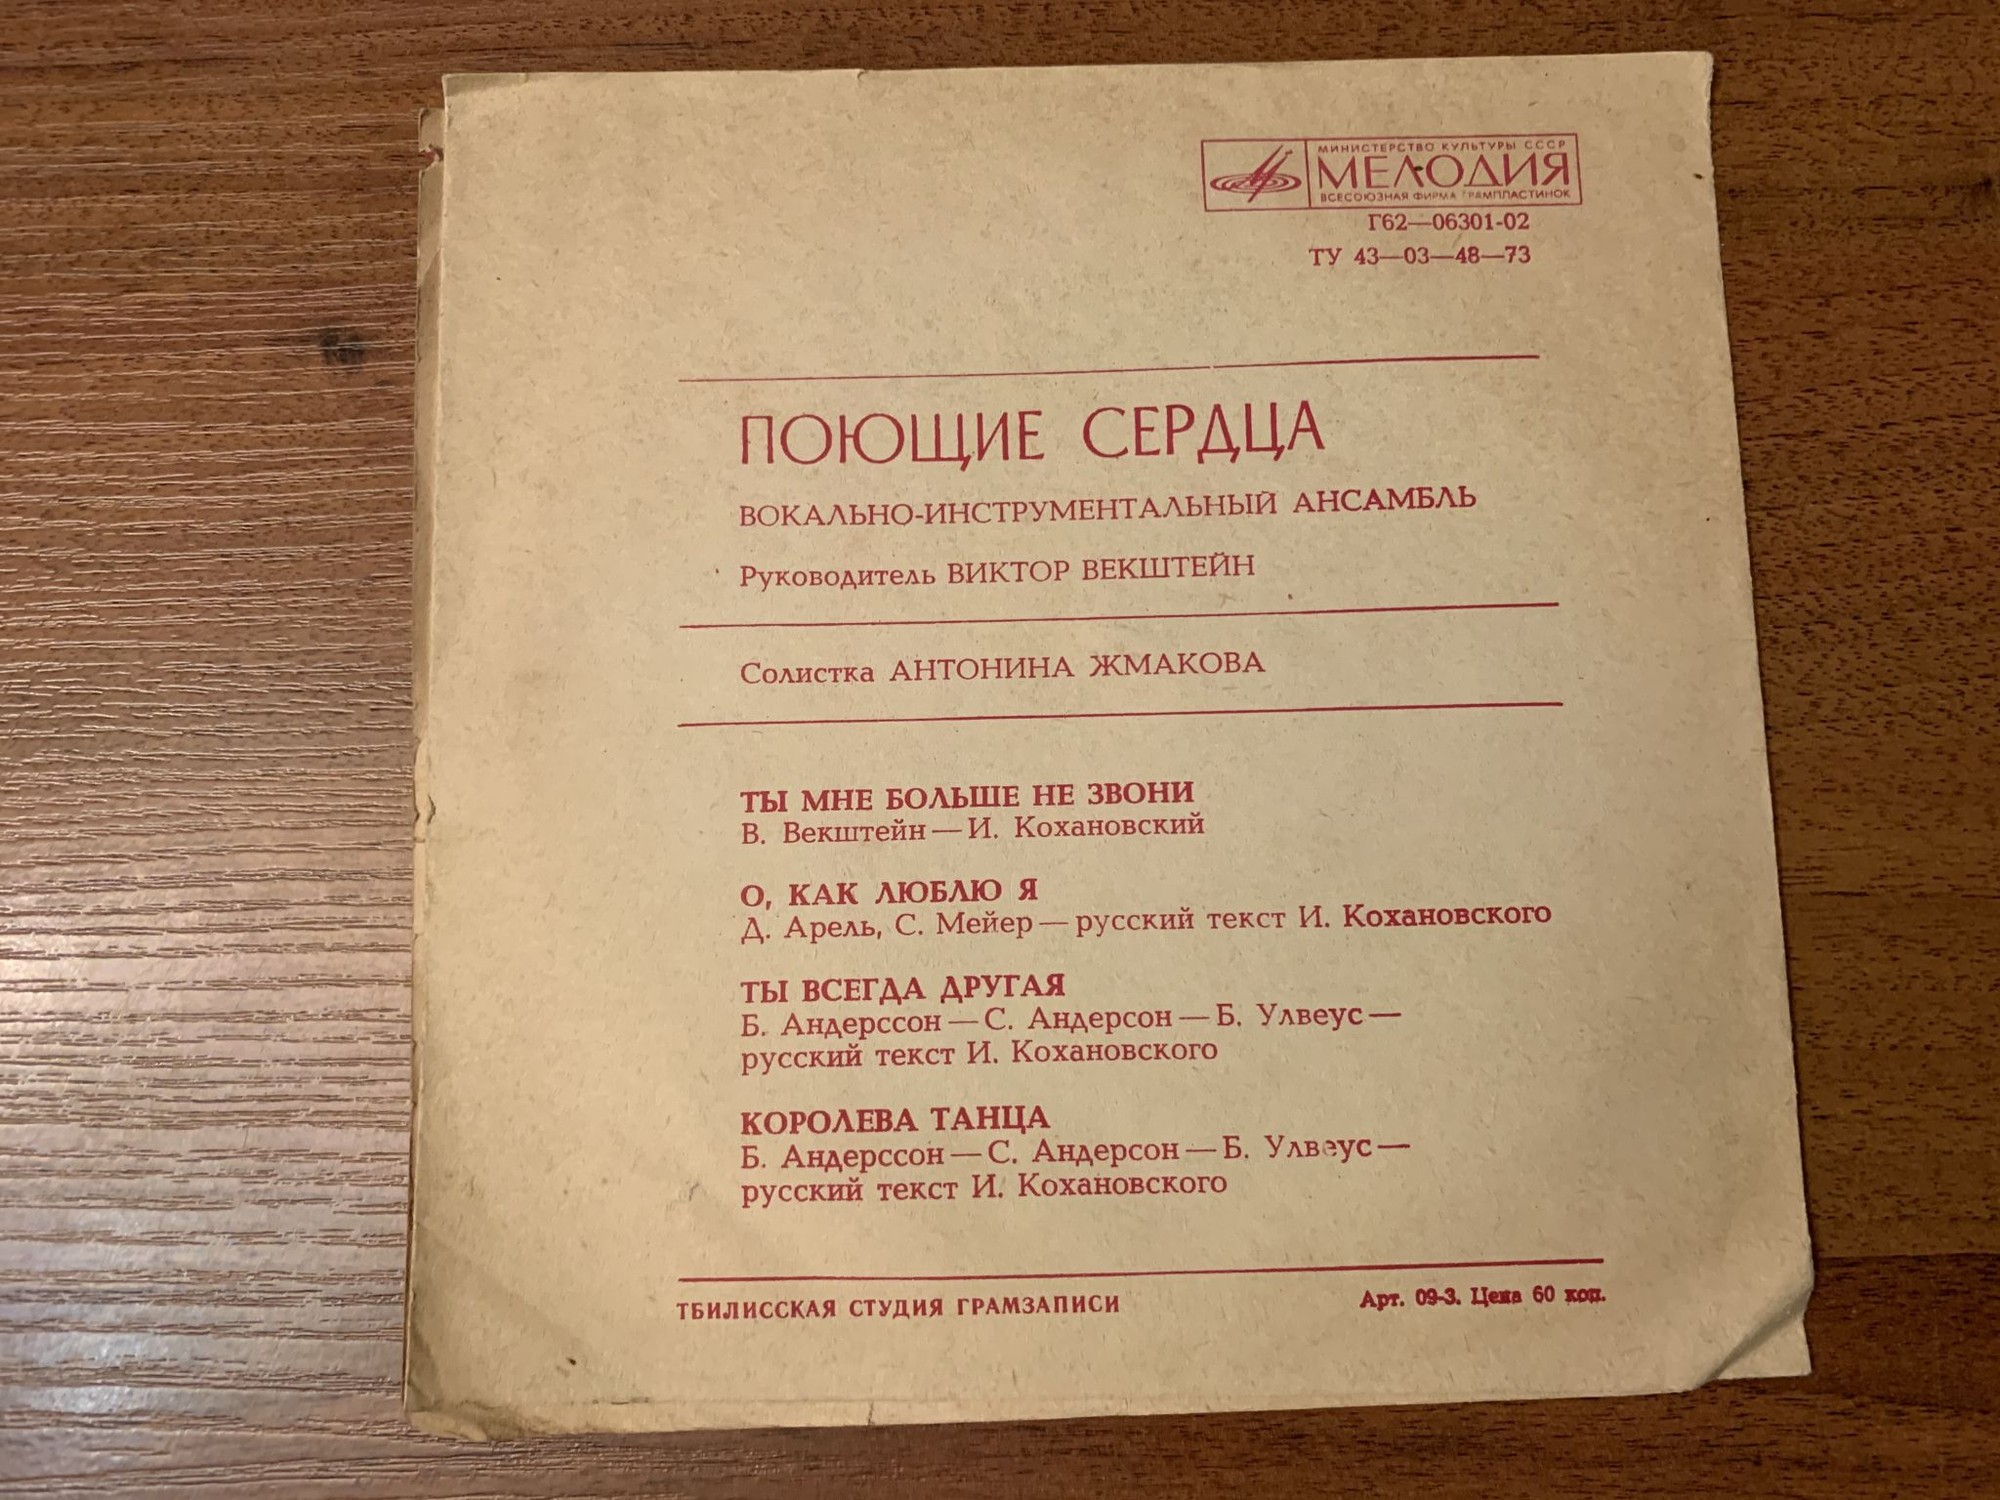 МИНИСТЕРСТВО КУЛЬТУРЫ СССР
МЕЛОДИЯ
ВСЕСОЮЗНАЯ ФИРМА ГРАМПЛАСТИНОК
Г62—06301-02
ТУ 43—03—48—73
ПОЮЩИЕ СЕРДЦА
ВОКАЛЬНО-ИНСТРУМЕНТАЛЬНЫЙ АНСАМБЛЬ
Руководитель ВИКТОР ВЕКШТЕЙН
Солистка АНТОНИНА ЖМАКОВА
ТЫ МНЕ БОЛЬШЕ НЕ ЗВОНИ
В. Векштейн — И. Кохановский
О, КАК ЛЮБЛЮ Я
Д. Арель, С. Мейер — русский текст И. Кохановского
ТЫ ВСЕГДА ДРУГАЯ
Б. Андерссон — С. Андерсон — Б. Улвеус —
русский текст И. Кохановского
КОРОЛЕВА ТАНЦА
Б. Андерссон — С. Андерсон — Б. Улвеус —
русский текст И. Кохановского
ТБИЛИССКАЯ СТУДИЯ ГРАМЗАПИСИ
Арт. 09-3. Цена 60 коп.